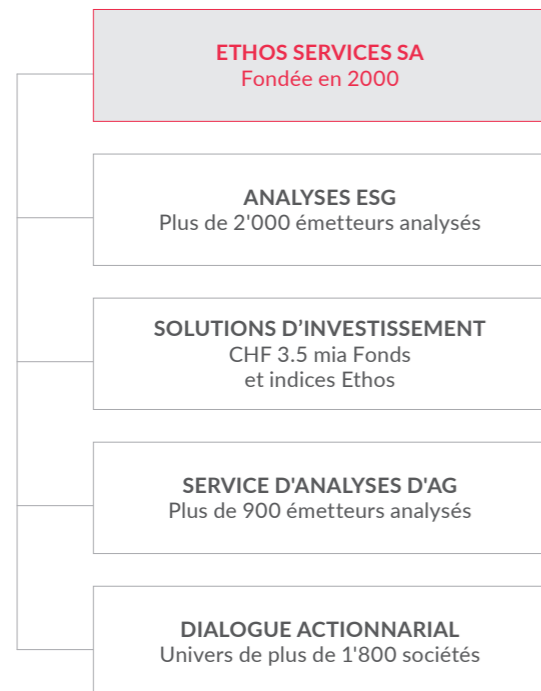 ETHOS SERVICES SA
Fondée en 2000
ANALYSES ESG
Plus de 2'000 émetteurs analysés
SOLUTIONS D’INVESTISSEMENT
CHF 3.5 mia Fonds
et indices Ethos
SERVICE D'ANALYSES D'AG
Plus de 900 émetteurs analysés
DIALOGUE ACTIONNARIAL
Univers de plus de 1'800 sociétés